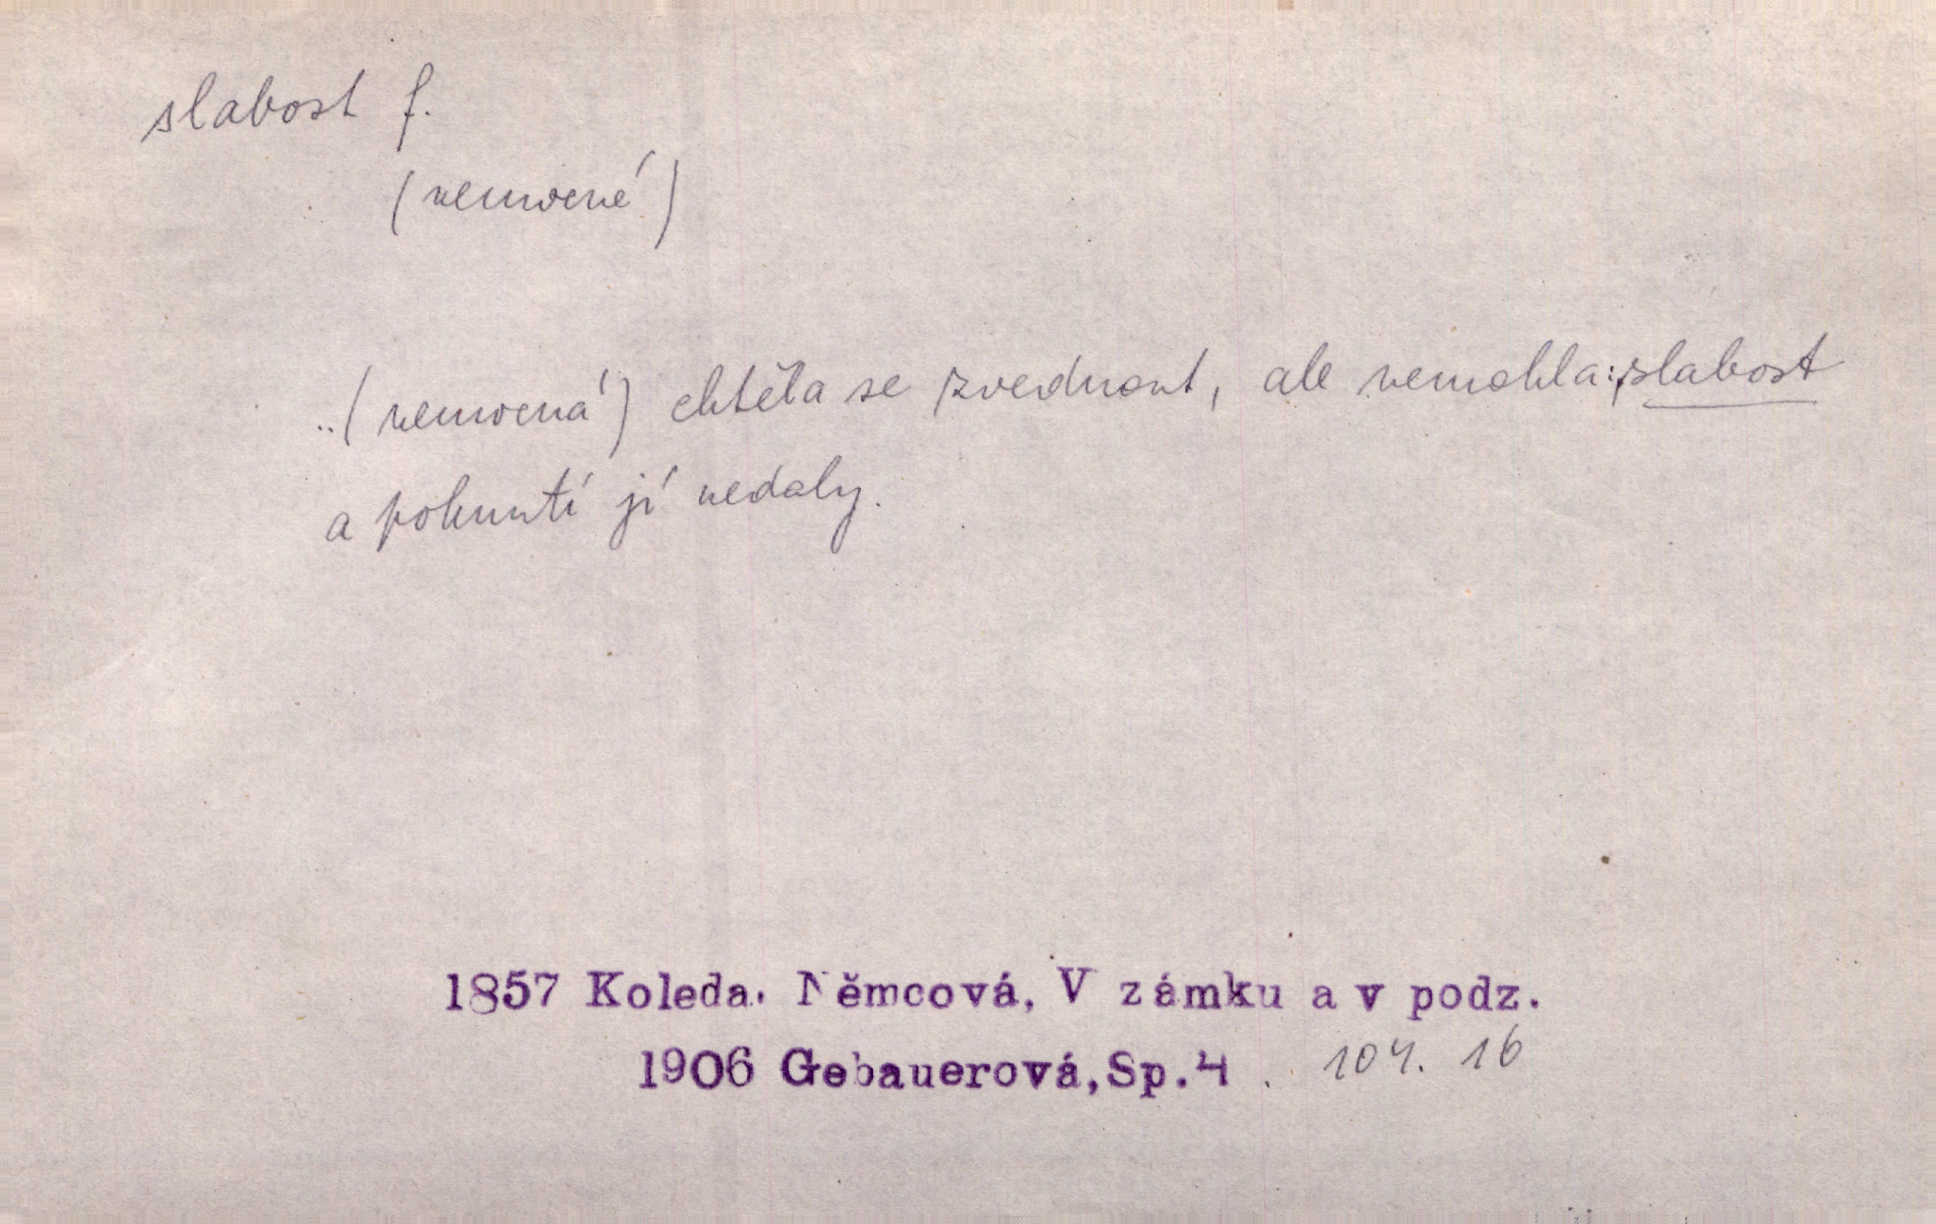 slabost f.
(nemocné)
..(nemocná) chtěla se zvednout, ale nemohla: slabost
a pohnutí jí nedaly.
1857 Koleda. Němcová, V zámku a v podz.
1906 Gebauerová, Sp. 4. 104. 16